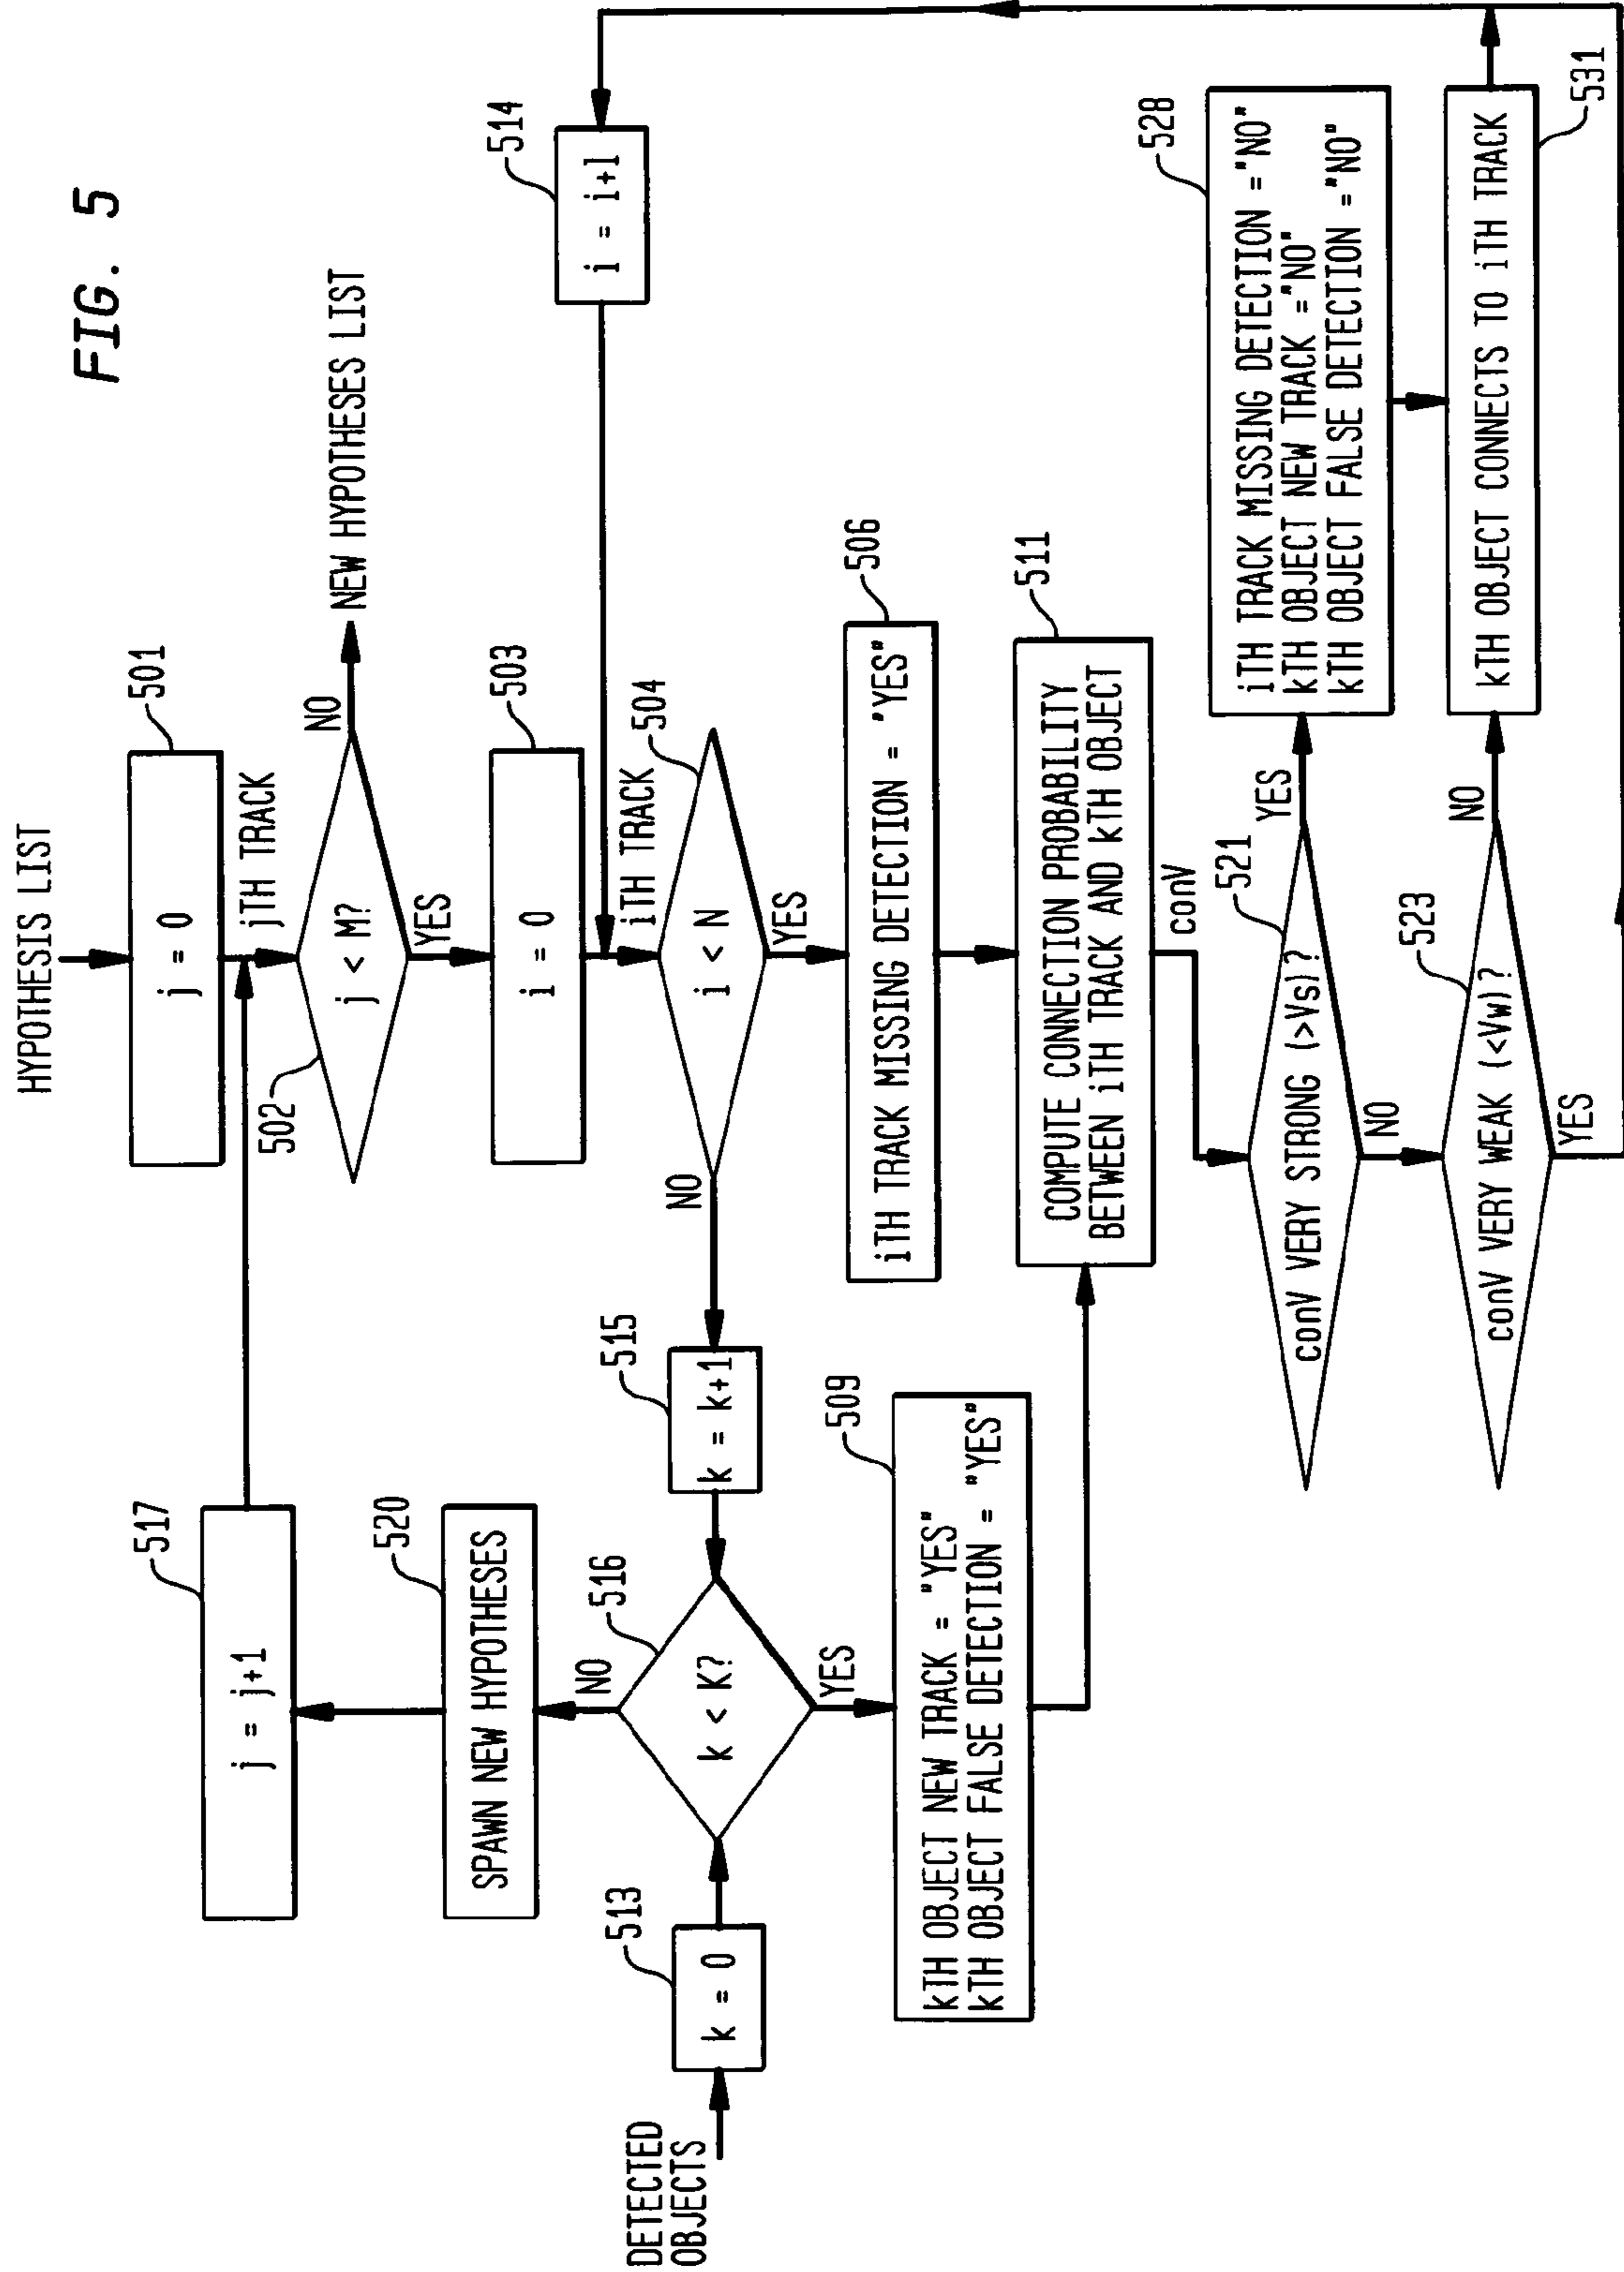 FIG. 5
HYPOTHESIS LIST
501
j = 0
jTH TRACK
502
j < M?
NO
NEW HYPOTHESES LIST
YES
503
i = 0
514
i = i+1
iTH TRACK
504
i < N
NO
YES
517
j = j+1
520
SPAWN NEW HYPOTHESES
NO
516
k < K?
YES
515
k = k+1
513
k = 0
DETECTED
OBJECTS
506
iTH TRACK MISSING DETECTION = "YES"
509
kTH OBJECT NEW TRACK = "YES"
kTH OBJECT FALSE DETECTION = "YES"
511
COMPUTE CONNECTION PROBABILITY
BETWEEN iTH TRACK AND kTH OBJECT
conV
521
conV VERY STRONG (>Vs)?
YES
NO
528
iTH TRACK MISSING DETECTION ="NO"
kTH OBJECT NEW TRACK ="NO"
kTH OBJECT FALSE DETECTION ="NO"
523
conV VERY WEAK (<Vw)?
NO
YES
kTH OBJECT CONNECTS TO iTH TRACK
531